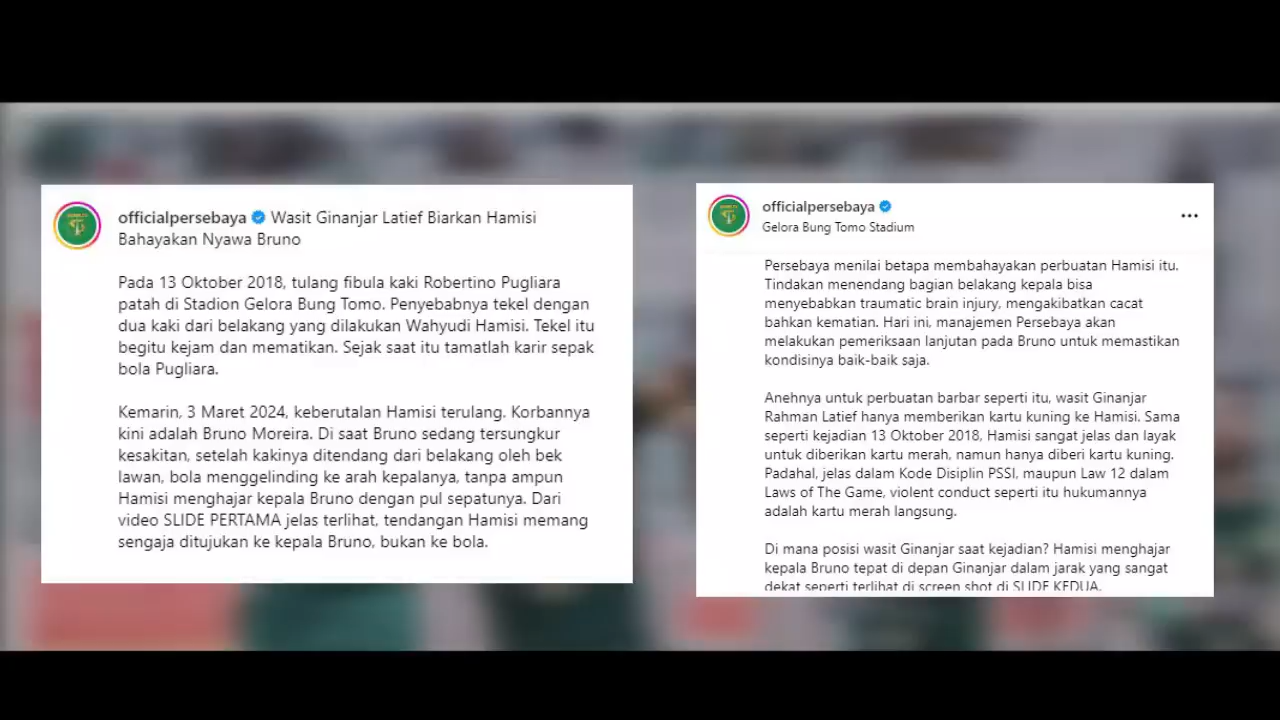 officialpersebaya Wasit Ginanjar Latief Biarkan Hamisi
Bahayakan Nyawa Bruno
Pada 13 Oktober 2018, tulang fibula kaki Robertino Pugliara
patah di Stadion Gelora Bung Tomo. Penyebabnya tekel dengan
dua kaki dari belakang yang dilakukan Wahyudi Hamisi. Tekel itu
begitu kejam dan mematikan. Sejak saat itu tamatlah karir sepak
bola Pugliara.
Kemarin, 3 Maret 2024, keberutalan Hamisi terulang. Korbannya
kini adalah Bruno Moreira. Di saat Bruno sedang tersungkur
kesakitan, setelah kakinya ditendang dari belakang oleh bek
lawan, bola menggelinding ke arah kepalanya, tanpa ampun
Hamisi menghajar kepala Bruno dengan pul sepatunya. Dari
video SLIDE PERTAMA jelas terlihat, tendangan Hamisi memang
sengaja ditujukan ke kepala Bruno, bukan ke bola.
officialpersebaya
Gelora Bung Tomo Stadium
Persebaya menilai betapa membahayakan perbuatan Hamisi itu.
Tindakan menendang bagian belakang kepala bisa
menyebabkan traumatic brain injury, mengakibatkan cacat
bahkan kematian. Hari ini, manajemen Persebaya akan
melakukan pemeriksaan lanjutan pada Bruno untuk memastikan
kondisinya baik-baik saja.
Anehnya untuk perbuatan barbar seperti itu, wasit Ginanjar
Rahman Latief hanya memberikan kartu kuning ke Hamisi. Sama
seperti kejadian 13 Oktober 2018, Hamisi sangat jelas dan layak
untuk diberikan kartu merah, namun hanya diberi kartu kuning.
Padahal, jelas dalam Kode Disiplin PSSI, maupun Law 12 dalam
Laws of The Game, violent conduct seperti itu hukumannya
adalah kartu merah langsung.
Di mana posisi wasit Ginanjar saat kejadian? Hamisi menghajar
kepala Bruno tepat di depan Ginanjar dalam jarak yang sangat
dekat seperti terlihat di screen shot di SLIDE KEDUA.